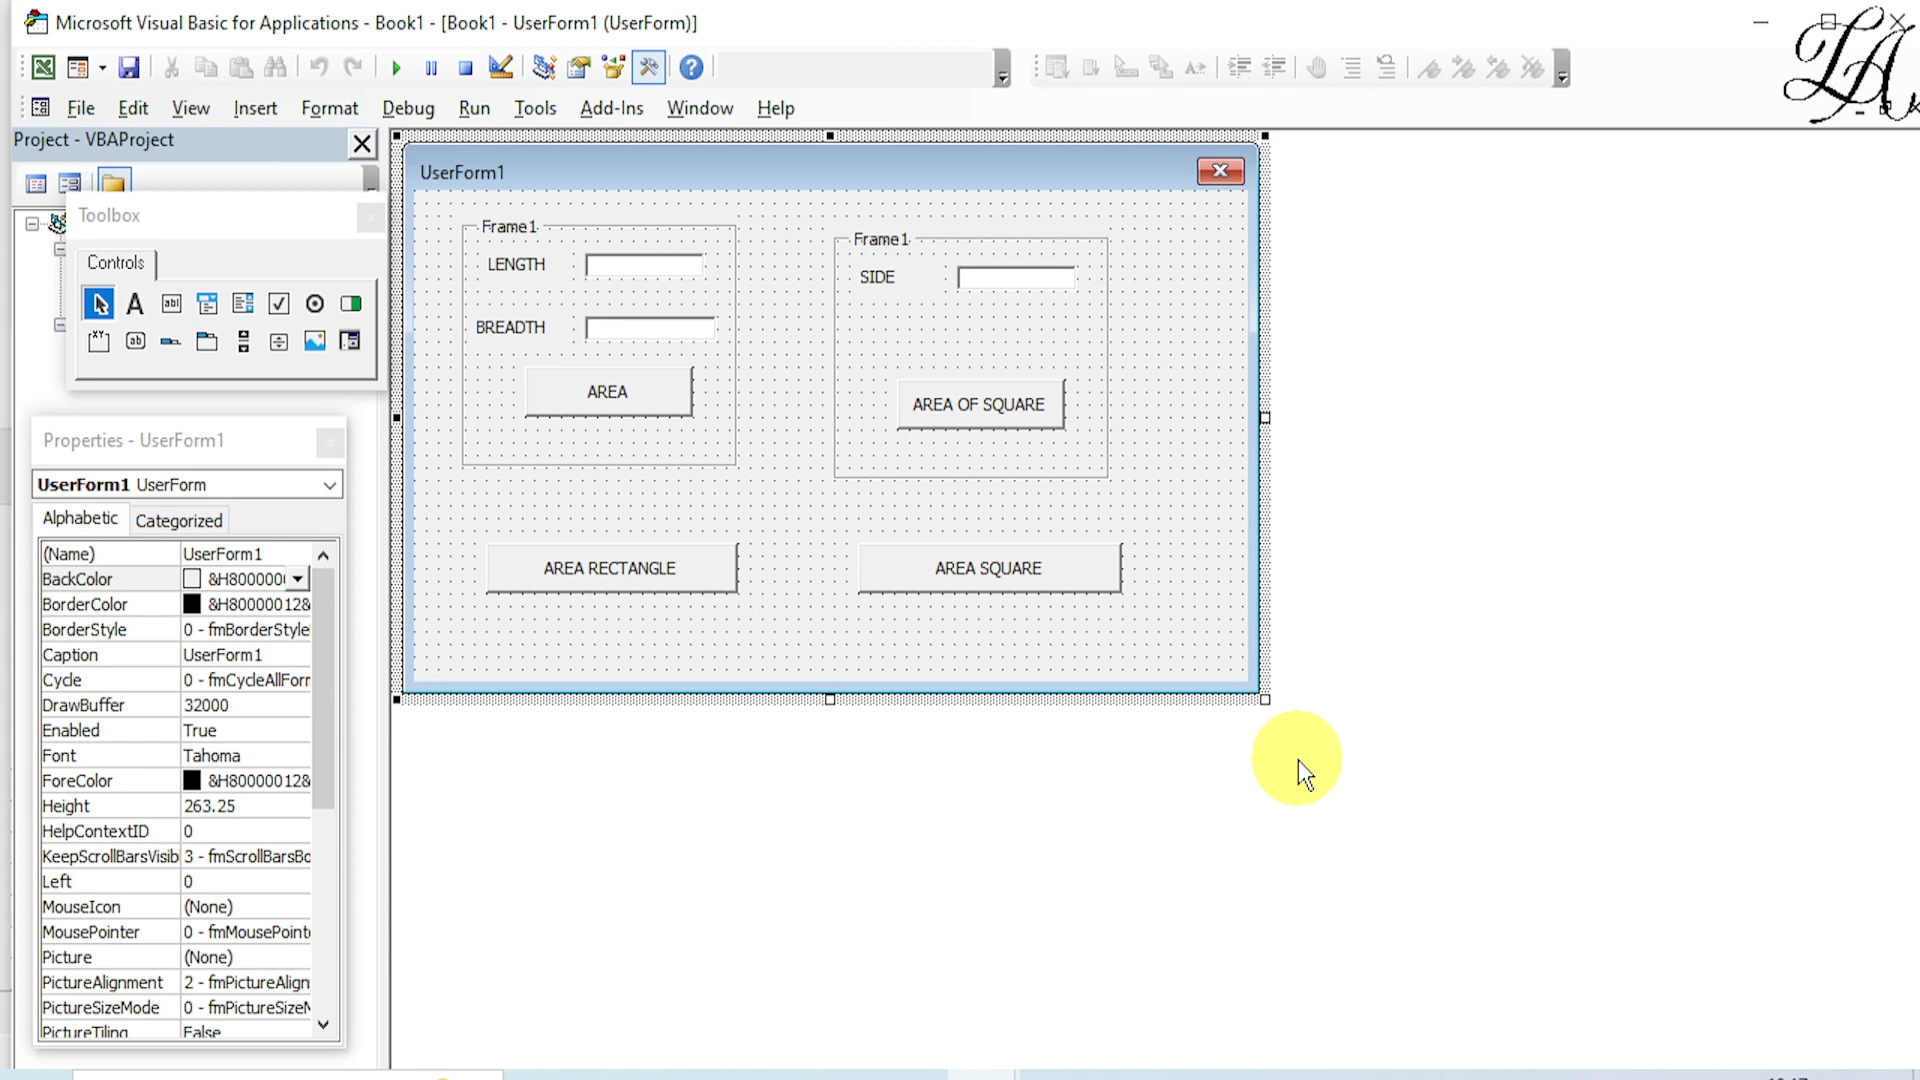 Microsoft Visual Basic for Applications - Book1 - [Book1 - UserForm1 (UserForm)]
File Edit View Insert Format Debug Run Tools Add-Ins Window Help
Project - VBAProject
Toolbox
Controls
Properties - UserForm1
UserForm1 UserForm
Alphabetic Categorized
(Name) UserForm1
BackColor &H800000
BorderColor &H80000012&
BorderStyle 0 - fmBorderStyle
Caption UserForm1
Cycle 0 - fmCycleAllForm
DrawBuffer 32000
Enabled True
Font Tahoma
ForeColor &H80000012&
Height 263.25
HelpContextID 0
KeepScrollBarsVisib 3 - fmScrollBarsBo
Left 0
MouseIcon (None)
MousePointer 0 - fmMousePoint
Picture (None)
PictureAlignment 2 - fmPictureAlign
PictureSizeMode 0 - fmPictureSizeM
PictureTiling False
UserForm1
Frame1
LENGTH
BREADTH
AREA
Frame1
SIDE
AREA OF SQUARE
AREA RECTANGLE
AREA SQUARE
LA